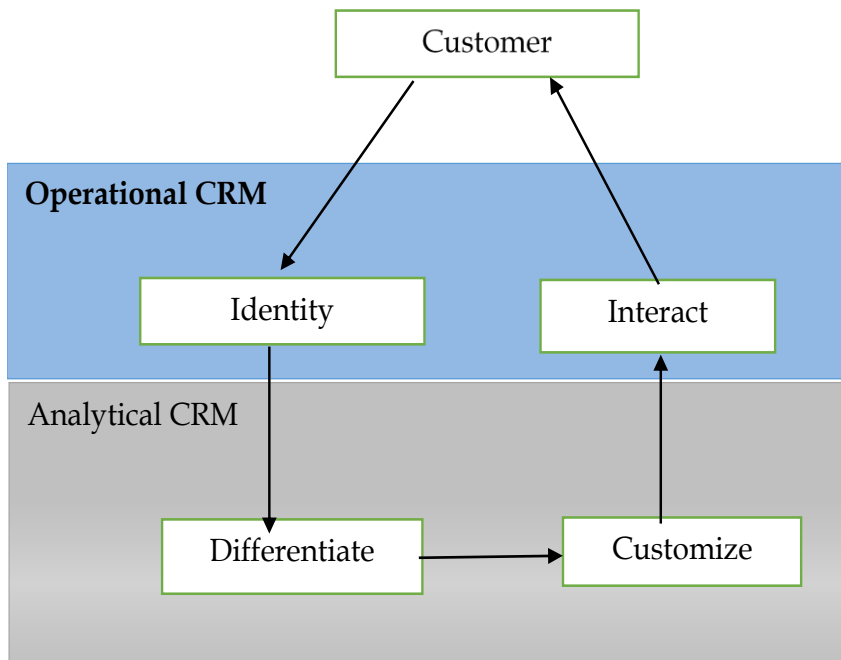 Customer
Operational CRM
Identity
Interact
Analytical CRM
Differentiate
Customize